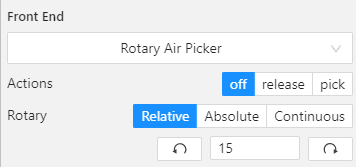 Front End
Rotary Air Picker
Actions off release pick
Rotary Relative Absolute Continuous
15